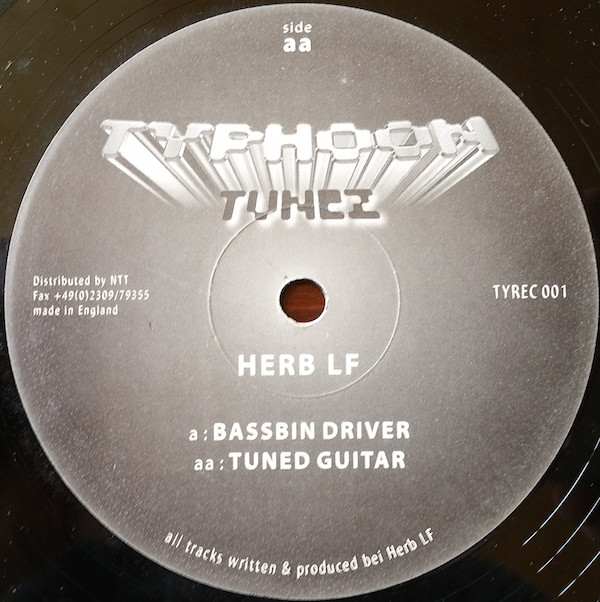 side
aa
TYPHOON
TUNEZ
Distributed by NTT
Fax +49(0)2309/79355
made in England
TYREC 001
HERB LF
a : BASSBIN DRIVER
aa : TUNED GUITAR
all tracks written & produced bei Herb LF